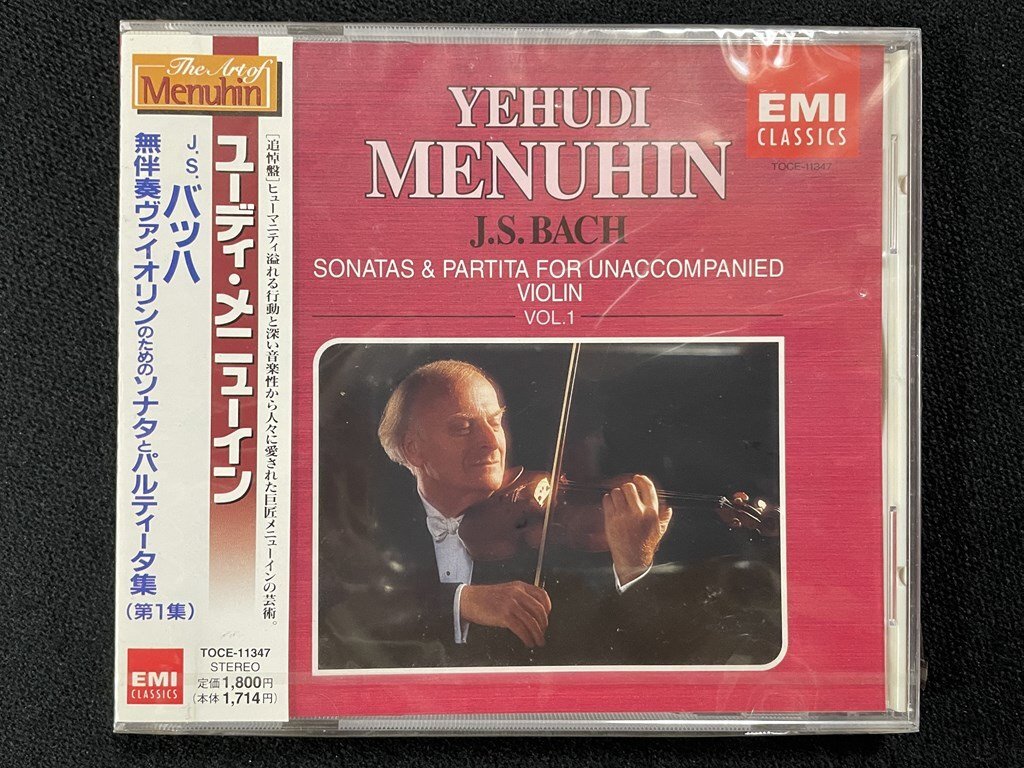 The Art of
Menuhin
ユーディ・メニューイン
J.S.バッハ
無伴奏ヴァイオリンのためのソナタとパルティータ集
(第1集)
[追悼盤]ヒューマニティ溢れる行動と深い音楽性から人々に愛された巨匠メニューインの芸術。
EMI
CLASSICS
TOCE-11347
STEREO
定価1,800円
(本体1,714円)
YEHUDI
MENUHIN
J.S.BACH
SONATAS & PARTITA FOR UNACCOMPANIED
VIOLIN
VOL.1
EMI
CLASSICS
TOCE-11347